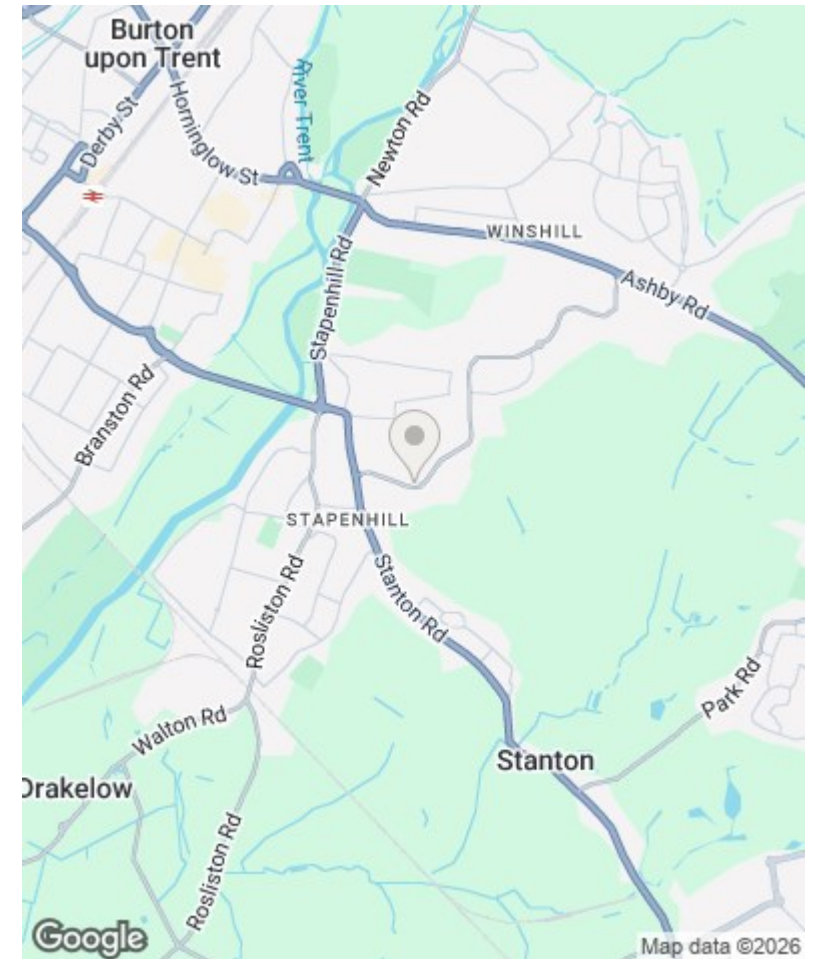 Burton
upon Trent
River Trent
Derby St
Horninglow St
Newton Rd
WINSHILL
Ashby Rd
Stapenhill Rd
Branston Rd
STAPENHILL
Stanton Rd
Rosliston Rd
Park Rd
Walton Rd
Stanton
Drakelow
Rosliston Rd
Google
Map data ©2026